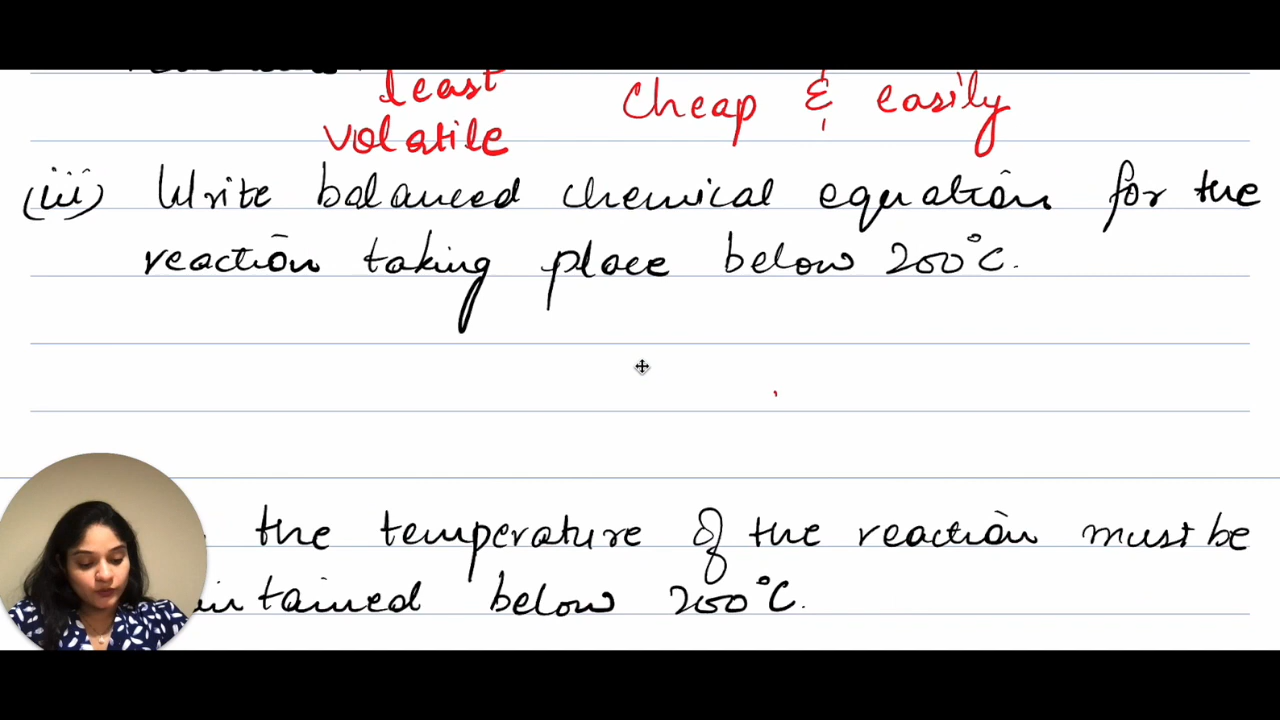 least
cheap & easily
volatile
(iii) Write balanced chemical equation for the
reaction taking place below 200°C.
the temperature of the reaction must be
intained below 200°C.